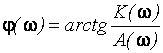 φ(ω) = arctg K(ω)/A(ω)